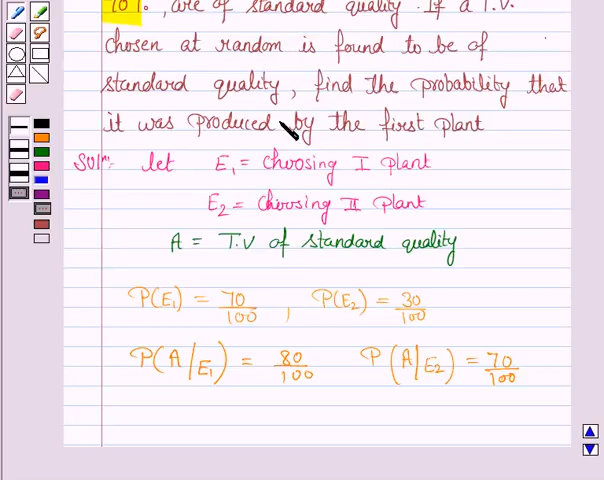 70%, are of standard quality. If a T.V.
chosen at random is found to be of
standard quality, find the probability that
it was produced by the first plant
Soln: let E1 = choosing I plant
E2 = choosing II Plant
A = T.V of standard quality
P(E1) = 70/100, P(E2) = 30/100
P(A/E1) = 80/100 P(A/E2) = 70/100